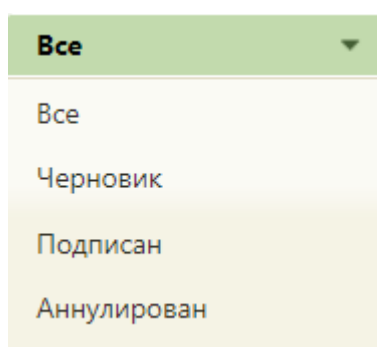 Все
Все
Черновик
Подписан
Аннулирован